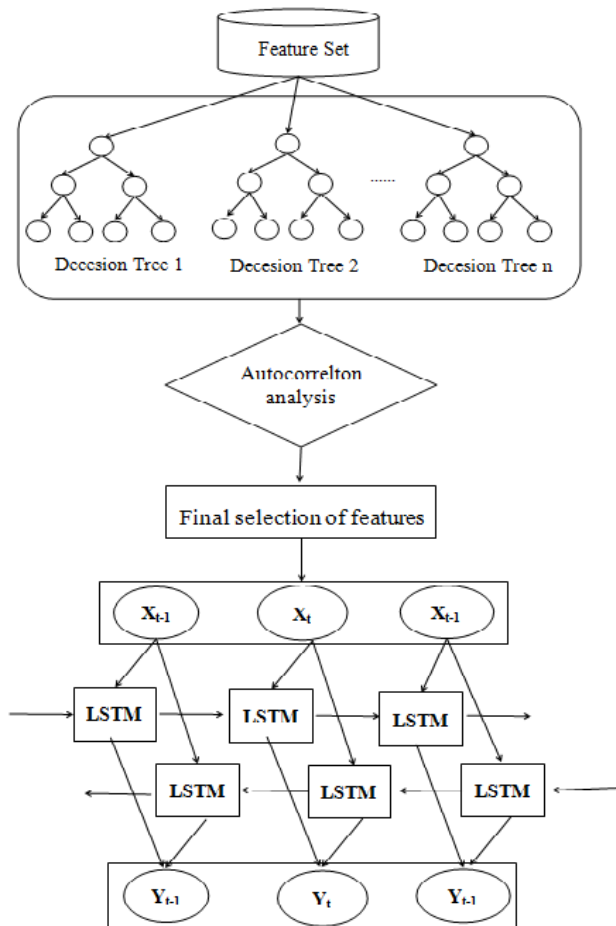 Feature Set
......
Decesion Tree 1
Decesion Tree 2
Decesion Tree n
Autocorrelton
analysis
Final selection of features
Xt-1
Xt
Xt-1
LSTM
LSTM
LSTM
LSTM
LSTM
LSTM
Yt-1
Yt
Yt-1